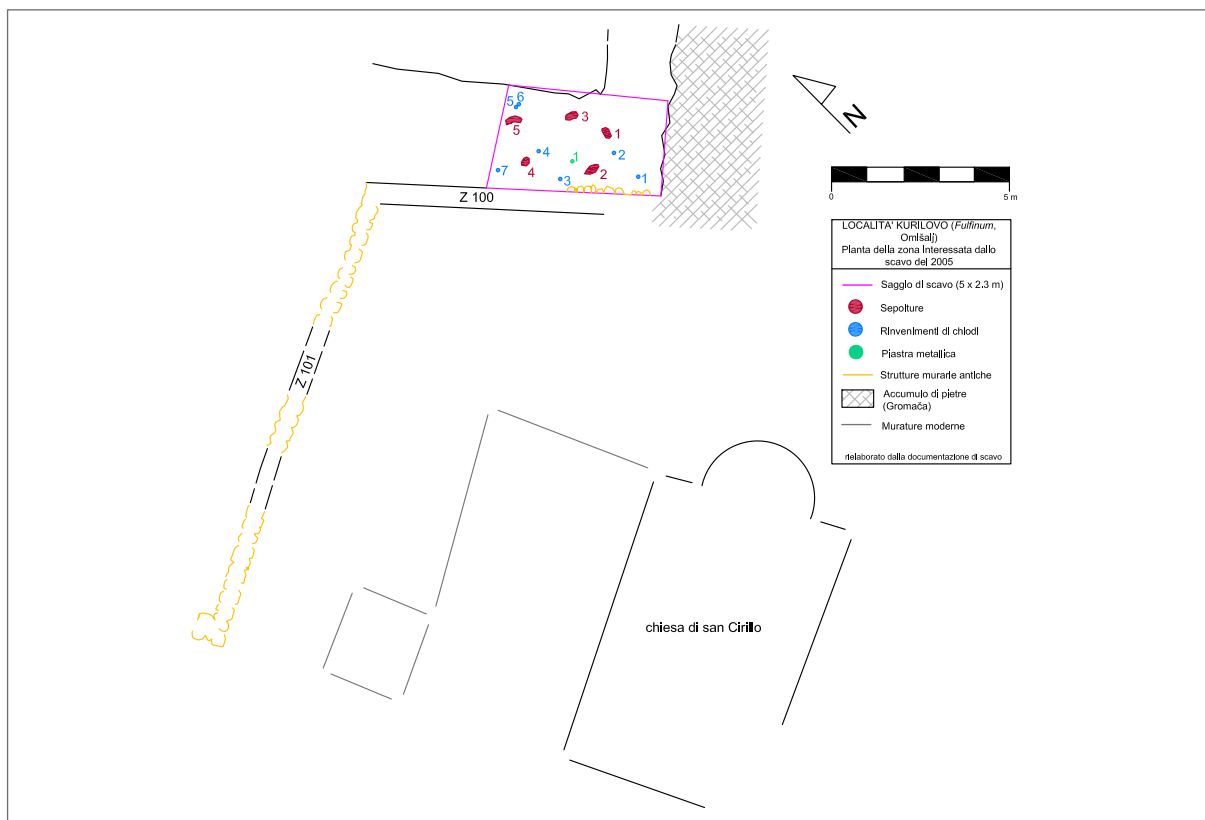 6
5
3
5
1
4
1
2
7
4
3
2
1
Z 100
N
0
5 m
LOCALITA' KURILOVO (Fulfinum,
Omlšalj)
Planta della zona Interessata dallo
scavo del 2005
Saggio di scavo (5 x 2.3 m)
Sepolture
Rinvenimenti di chiodi
Piastra metallica
Strutture murarie antiche
Accumulo di pietre
(Gromača)
Murature moderne
rielaborato dalla documentazione di scavo
Z 101
chiesa di san Cirillo